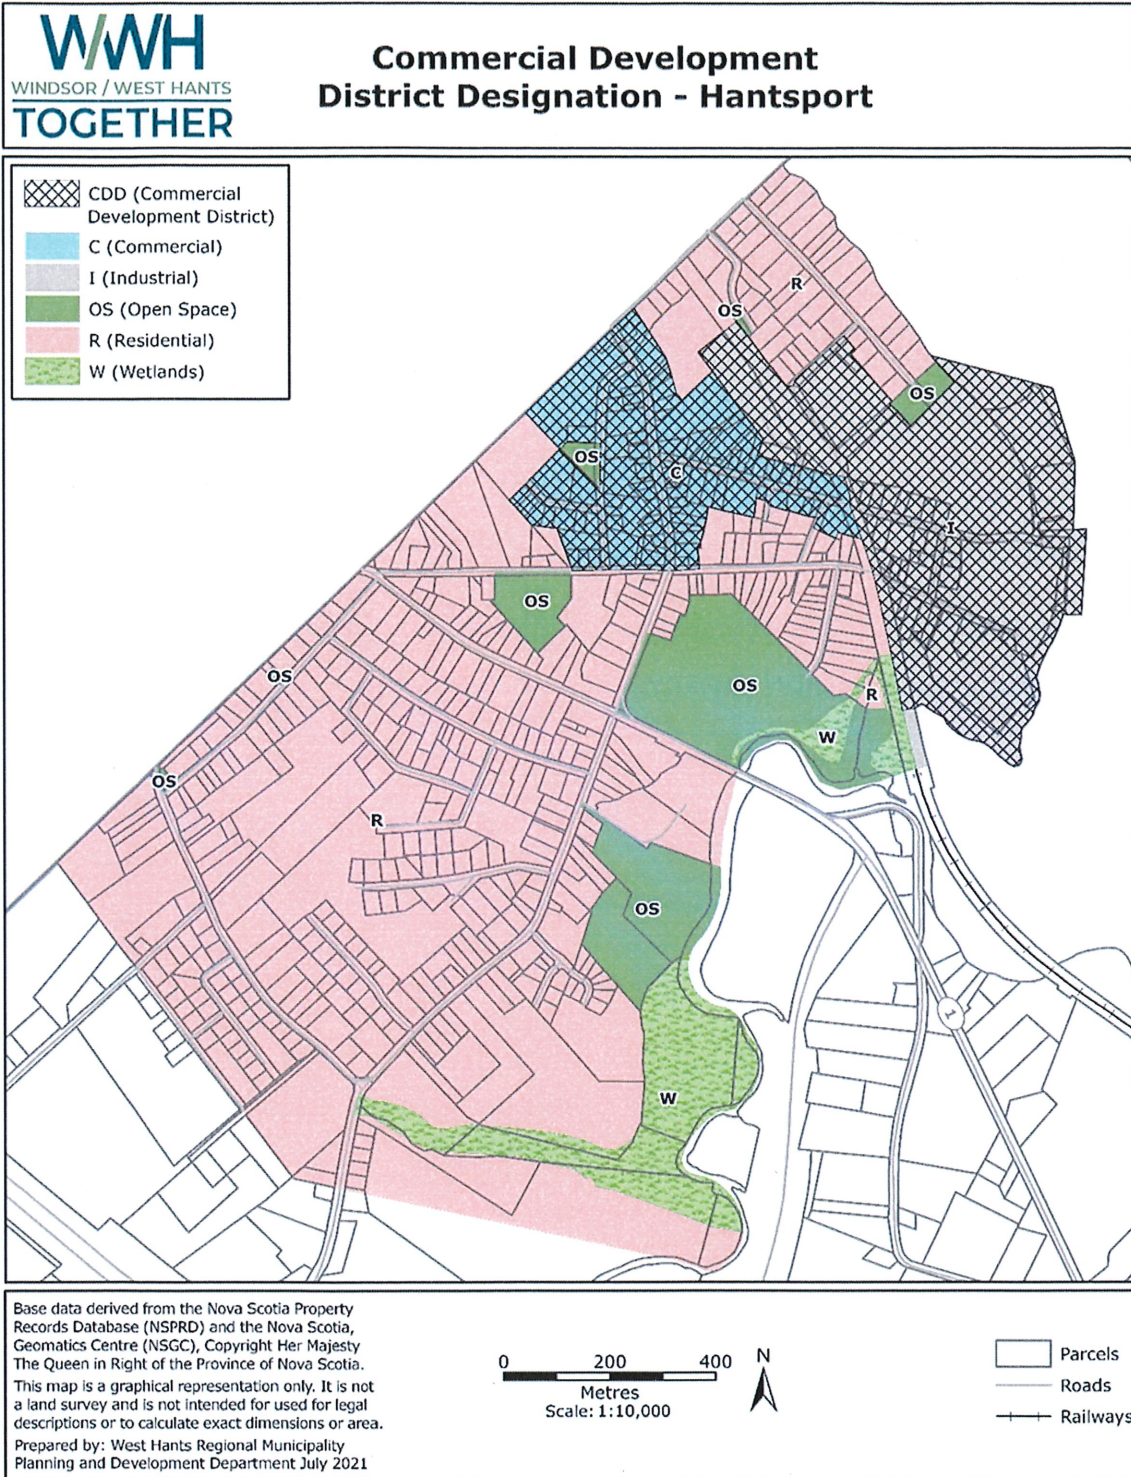 W/WH
WINDSOR / WEST HANTS
TOGETHER
Commercial Development
District Designation - Hantsport
CDD (Commercial
Development District)
C (Commercial)
I (Industrial)
OS (Open Space)
R (Residential)
W (Wetlands)
R
OS
OS
OS
C
I
OS
OS
OS
R
W
OS
R
OS
1
W
Base data derived from the Nova Scotia Property
Records Database (NSPRD) and the Nova Scotia,
Geomatics Centre (NSGC), Copyright Her Majesty
The Queen in Right of the Province of Nova Scotia.
This map is a graphical representation only. It is not
a land survey and is not intended for used for legal
descriptions or to calculate exact dimensions or area.
Prepared by: West Hants Regional Municipality
Planning and Development Department July 2021
0 200 400
Metres
Scale: 1:10,000
N
Parcels
Roads
Railways